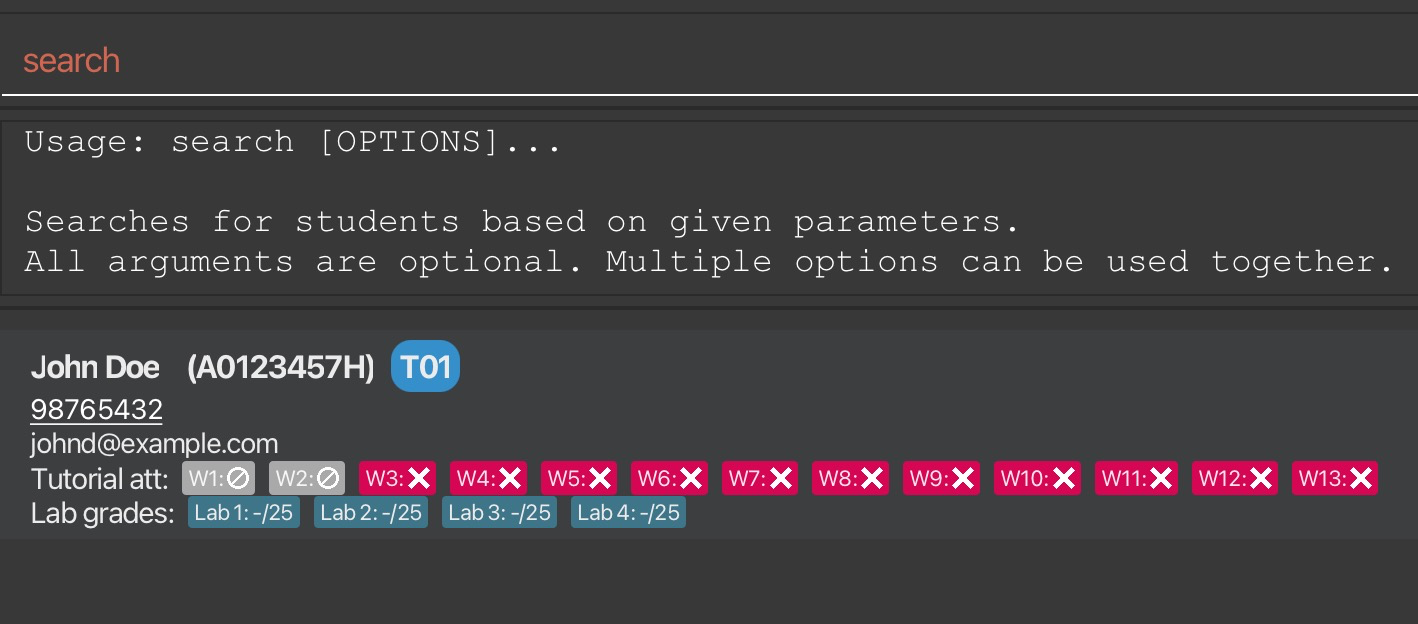 search
Usage: search [OPTIONS]...
Searches for students based on given parameters.
All arguments are optional. Multiple options can be used together.
John Doe (A0123457H) T01
98765432
johnd@example.com
Tutorial att: W1: W2: W3: W4: W5: W6: W7: W8: W9: W10: W11: W12: W13:
Lab grades: Lab 1: -/25 Lab 2: -/25 Lab 3: -/25 Lab 4: -/25